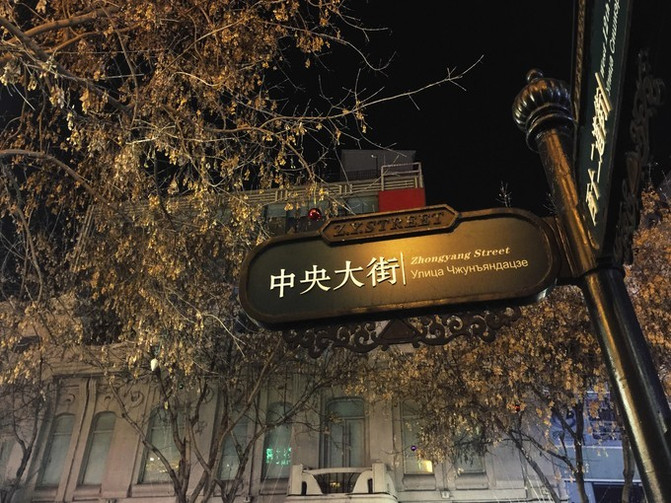 Z.Y.STREET
中央大街
Zhongyang Street
Улица Чжунъяндацзе